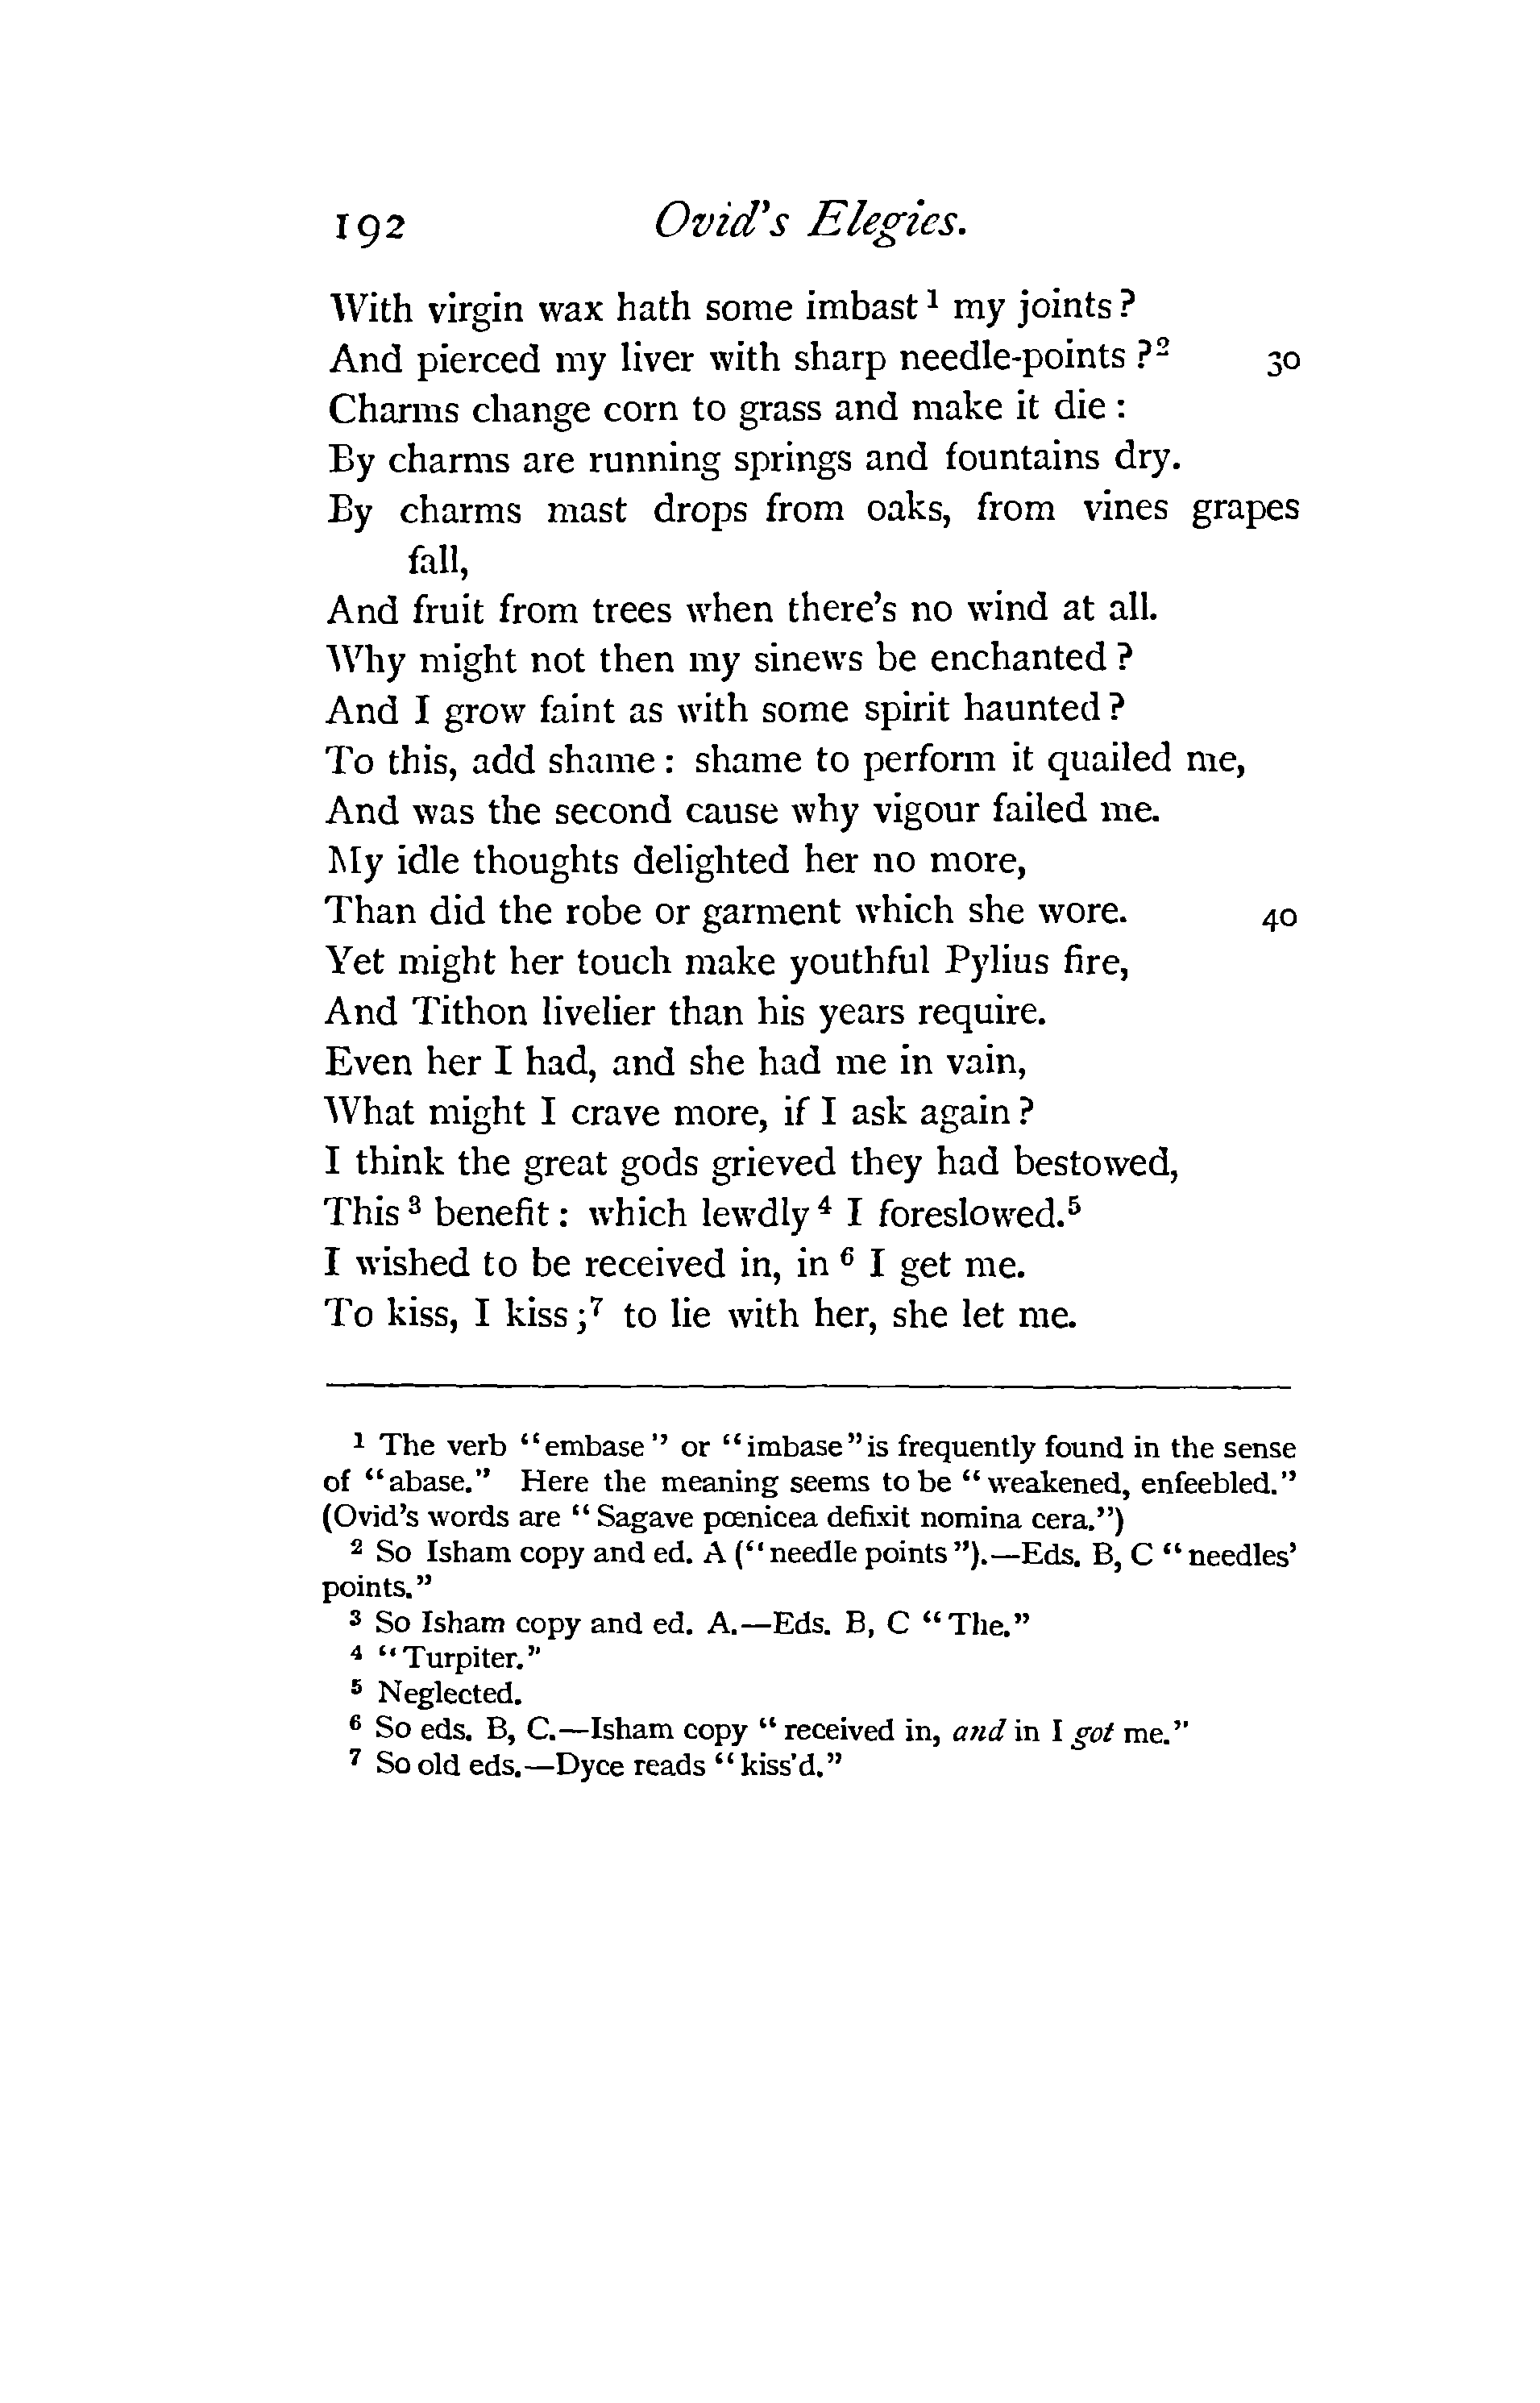 192 Ovid's Elegies.
With virgin wax hath some imbast¹ my joints?
And pierced my liver with sharp needle-points?² 30
Charms change corn to grass and make it die:
By charms are running springs and fountains dry.
By charms mast drops from oaks, from vines grapes
fall,
And fruit from trees when there's no wind at all.
Why might not then my sinews be enchanted?
And I grow faint as with some spirit haunted?
To this, add shame: shame to perform it quailed me,
And was the second cause why vigour failed me.
My idle thoughts delighted her no more,
Than did the robe or garment which she wore. 40
Yet might her touch make youthful Pylius fire,
And Tithon livelier than his years require.
Even her I had, and she had me in vain,
What might I crave more, if I ask again?
I think the great gods grieved they had bestowed,
This³ benefit: which lewdly⁴ I foreslowed.⁵
I wished to be received in, in⁶ I get me.
To kiss, I kiss;⁷ to lie with her, she let me.
¹ The verb "embase" or "imbase" is frequently found in the sense
of "abase." Here the meaning seems to be "weakened, enfeebled."
(Ovid's words are "Sagave pœnicea defixit nomina cera.")
² So Isham copy and ed. A ("needle points").—Eds. B, C "needles'
points."
³ So Isham copy and ed. A.—Eds. B, C "The."
⁴ "Turpiter."
⁵ Neglected.
⁶ So eds. B, C.—Isham copy "received in, and in I got me."
⁷ So old eds.—Dyce reads "kiss'd."